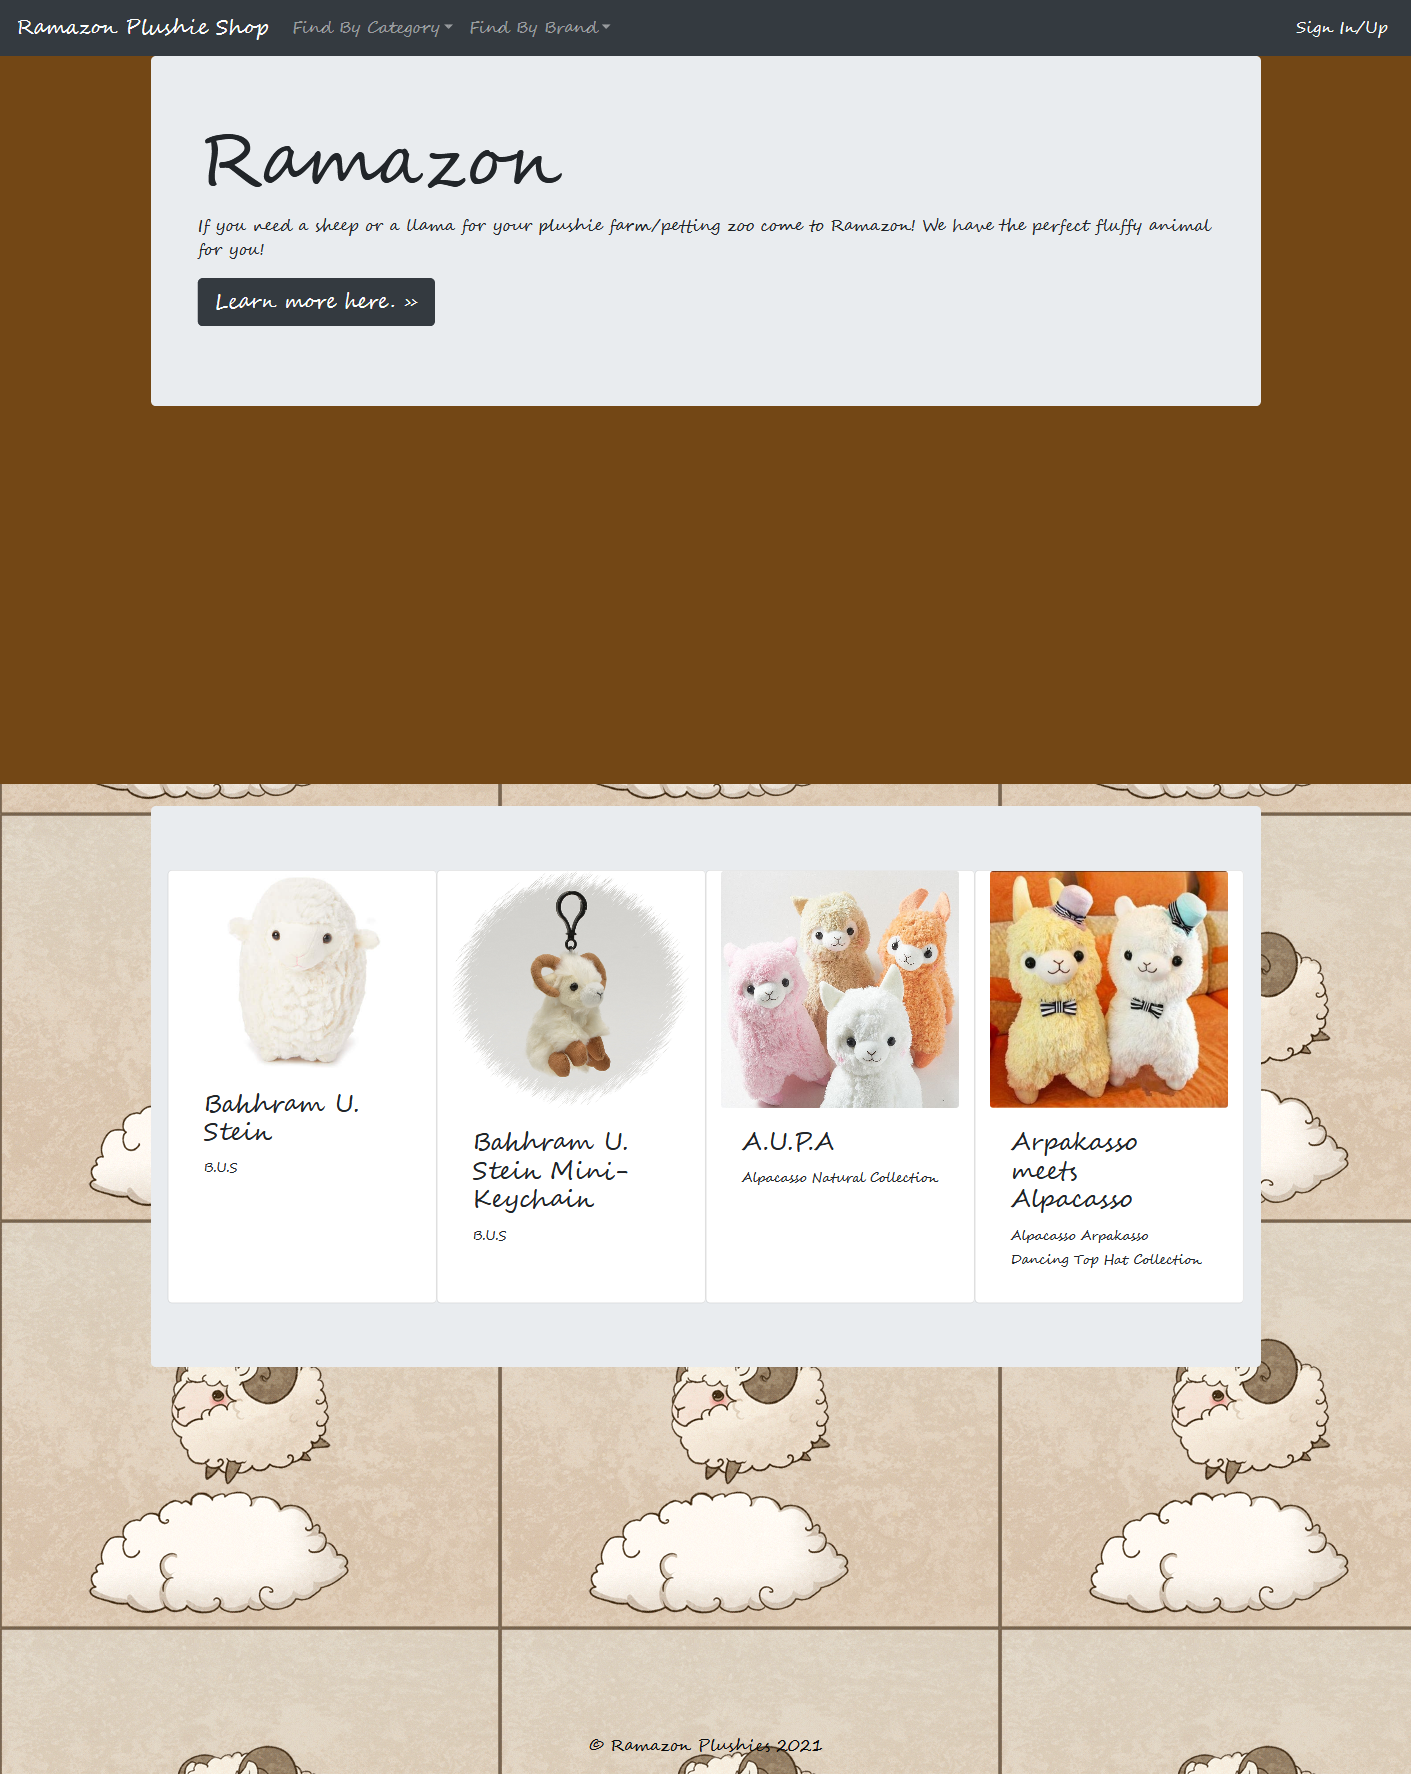 Ramazon Plushie Shop Find By Category Find By Brand Sign In/Up
Ramazon
If you need a sheep or a llama for your plushie farm/petting zoo come to Ramazon! We have the perfect fluffy animal
for you!
Learn more here. »
Bahhram U.
Stein
B.U.S
Bahhram U.
Stein Mini-
Keychain
B.U.S
A.U.P.A
Alpacasso Natural Collection
Arpakasso
meets
Alpacasso
Alpacasso Arpakasso
Dancing Top Hat Collection
© Ramazon Plushies 2021